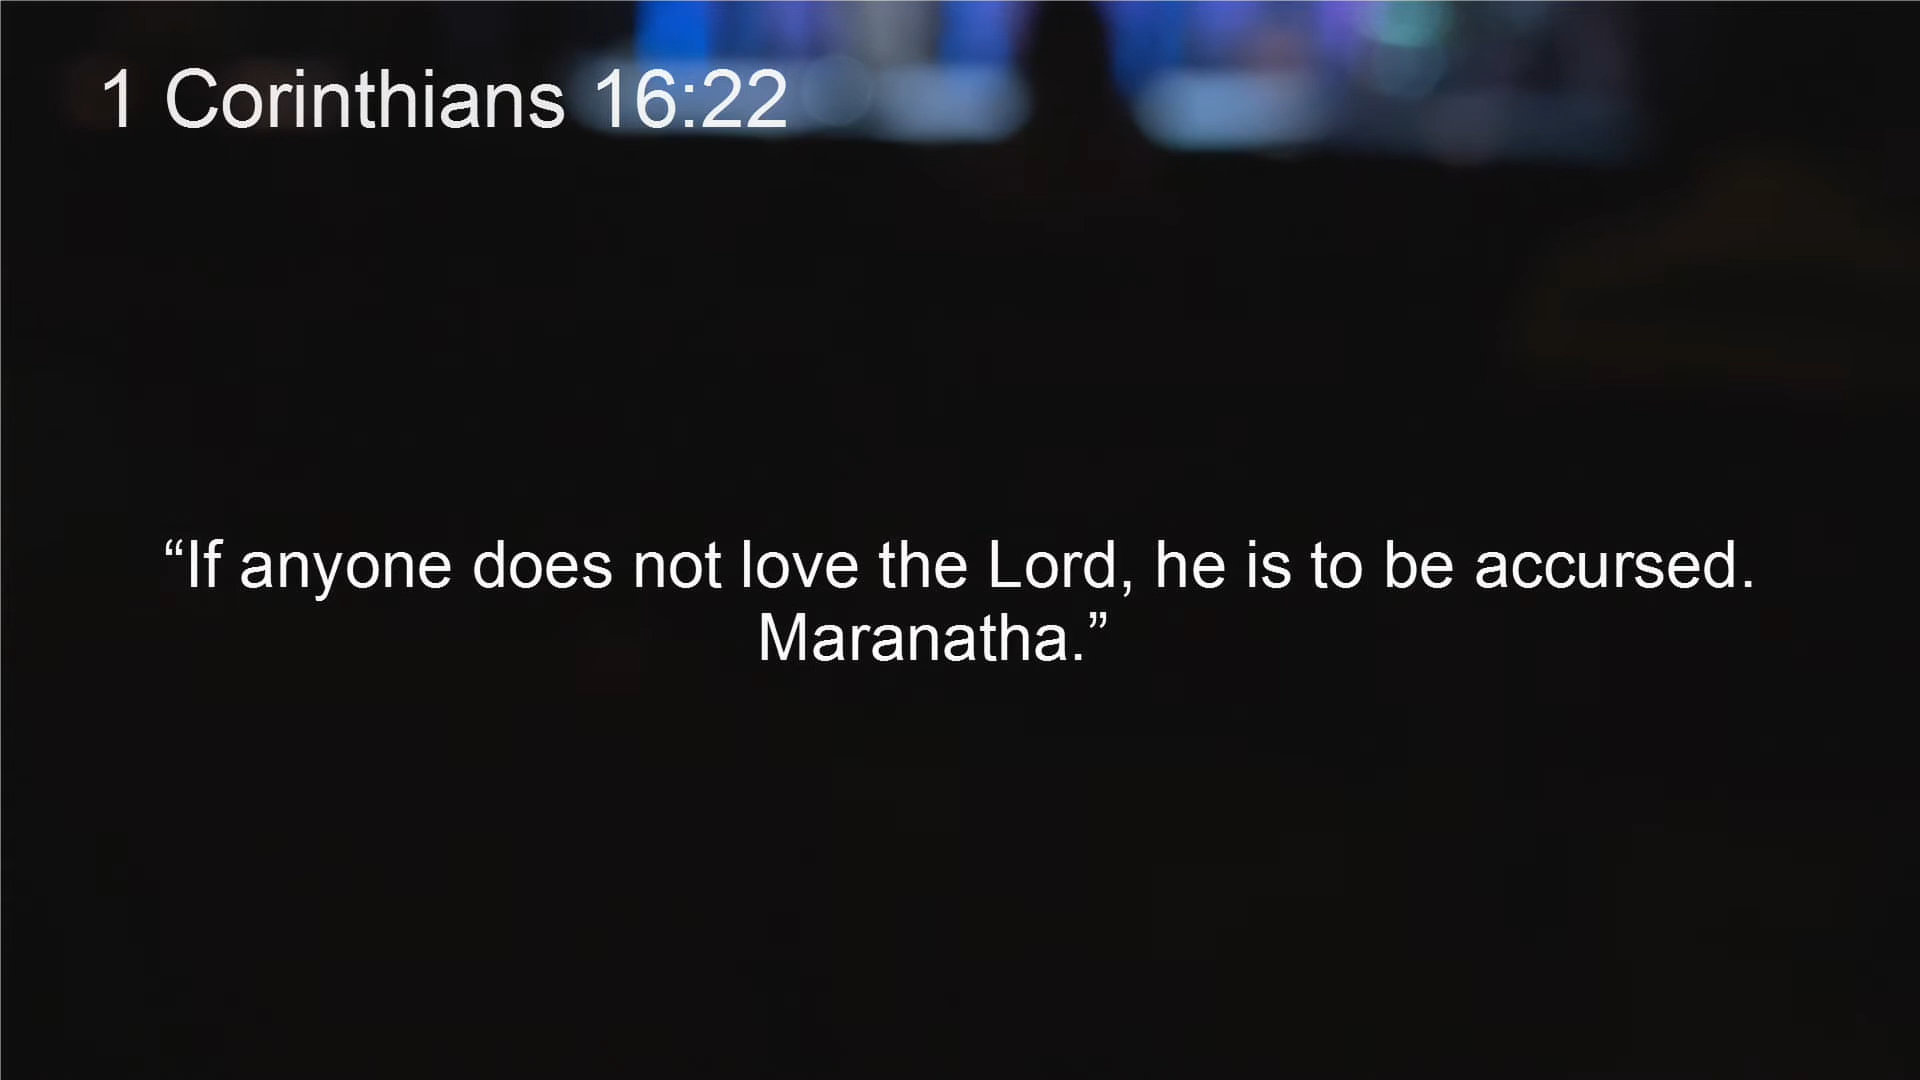 1 Corinthians 16:22
“If anyone does not love the Lord, he is to be accursed.
Maranatha.”